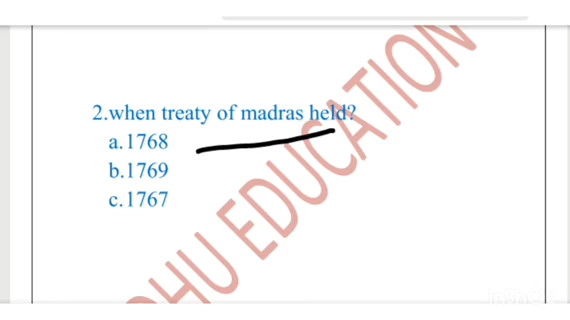 2.when treaty of madras held?
a.1768
b.1769
c.1767
DHU EDUCATION